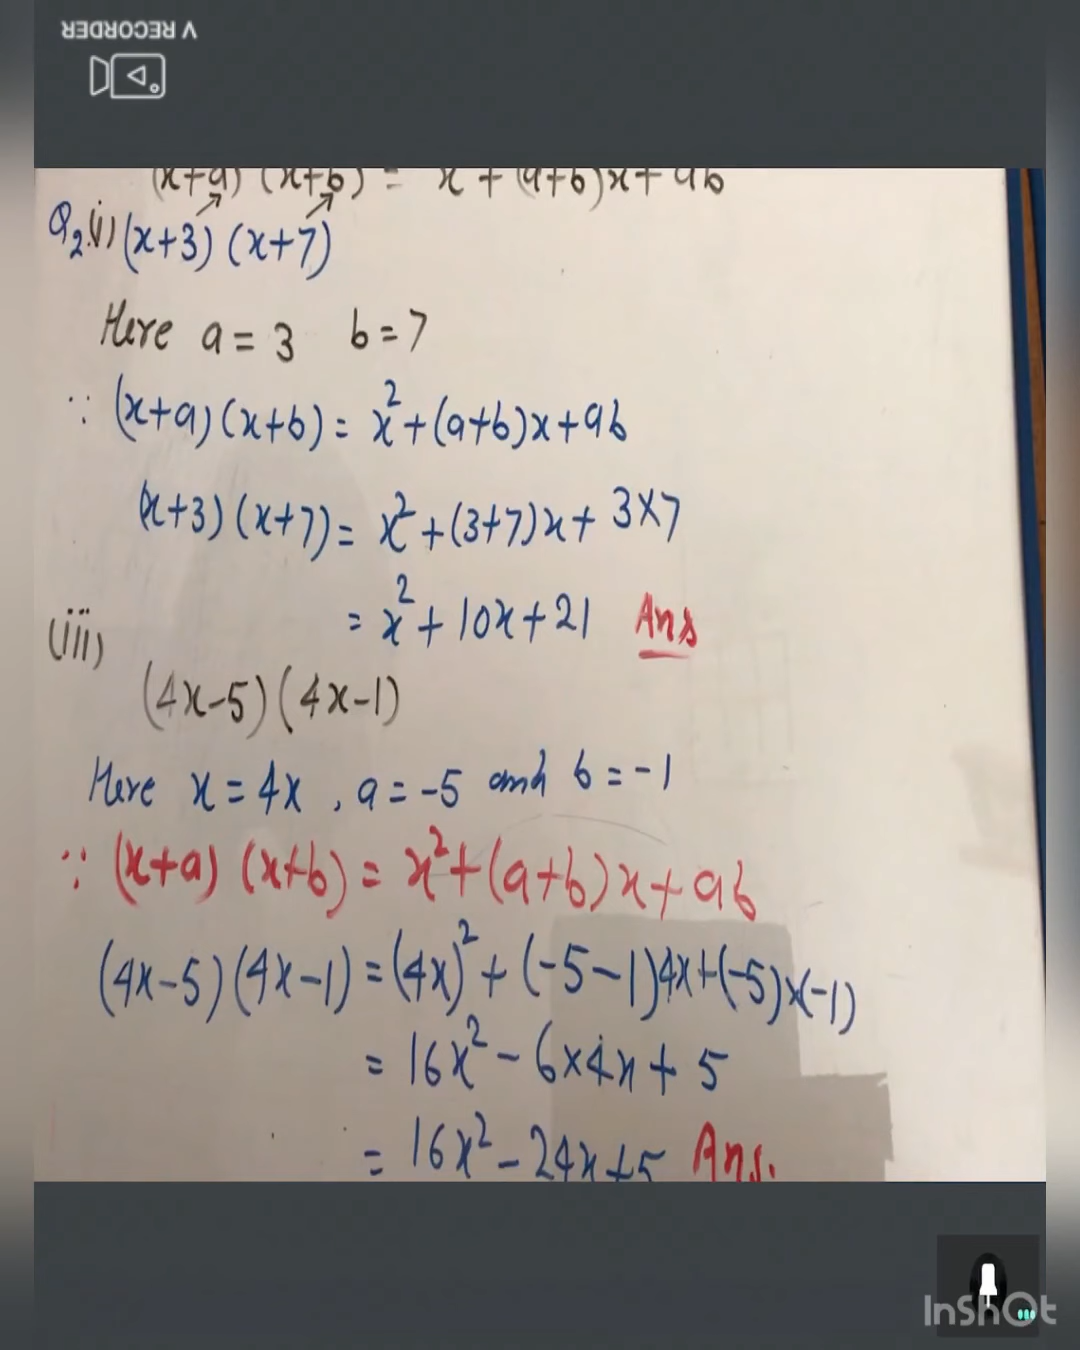 V RECORDER
(x+a) (x+b) = x + (a+b)x + ab
Q2.(i) (x+3) (x+7)
Here a = 3 b = 7
∵ (x+a) (x+b) = x² + (a+b)x + ab
(x+3) (x+7) = x² + (3+7)x + 3×7
= x² + 10x + 21 Ans
(iii)
(4x-5) (4x-1)
Here x = 4x , a = -5 and b = -1
∵ (x+a) (x+b) = x² + (a+b)x + ab
(4x-5) (4x-1) = (4x)² + (-5-1)4x + (-5)×(-1)
= 16x² - 6×4x + 5
= 16x² - 24x + 5 Ans.
InShOt